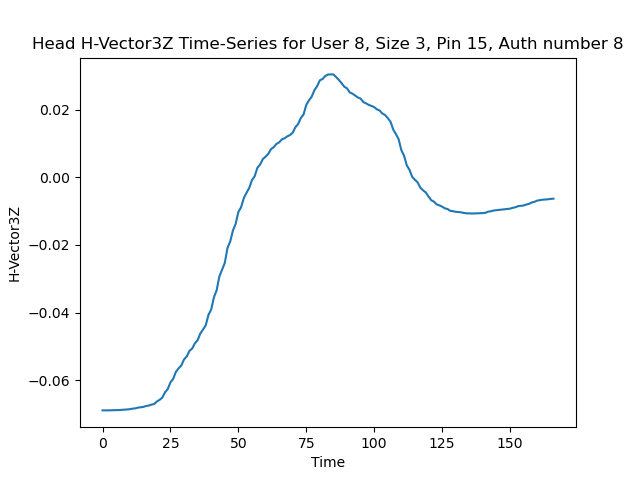 Head H-Vector3Z Time-Series for User 8, Size 3, Pin 15, Auth number 8
H-Vector3Z
0.02
0.00
−0.02
−0.04
−0.06
0 25 50 75 100 125 150
Time